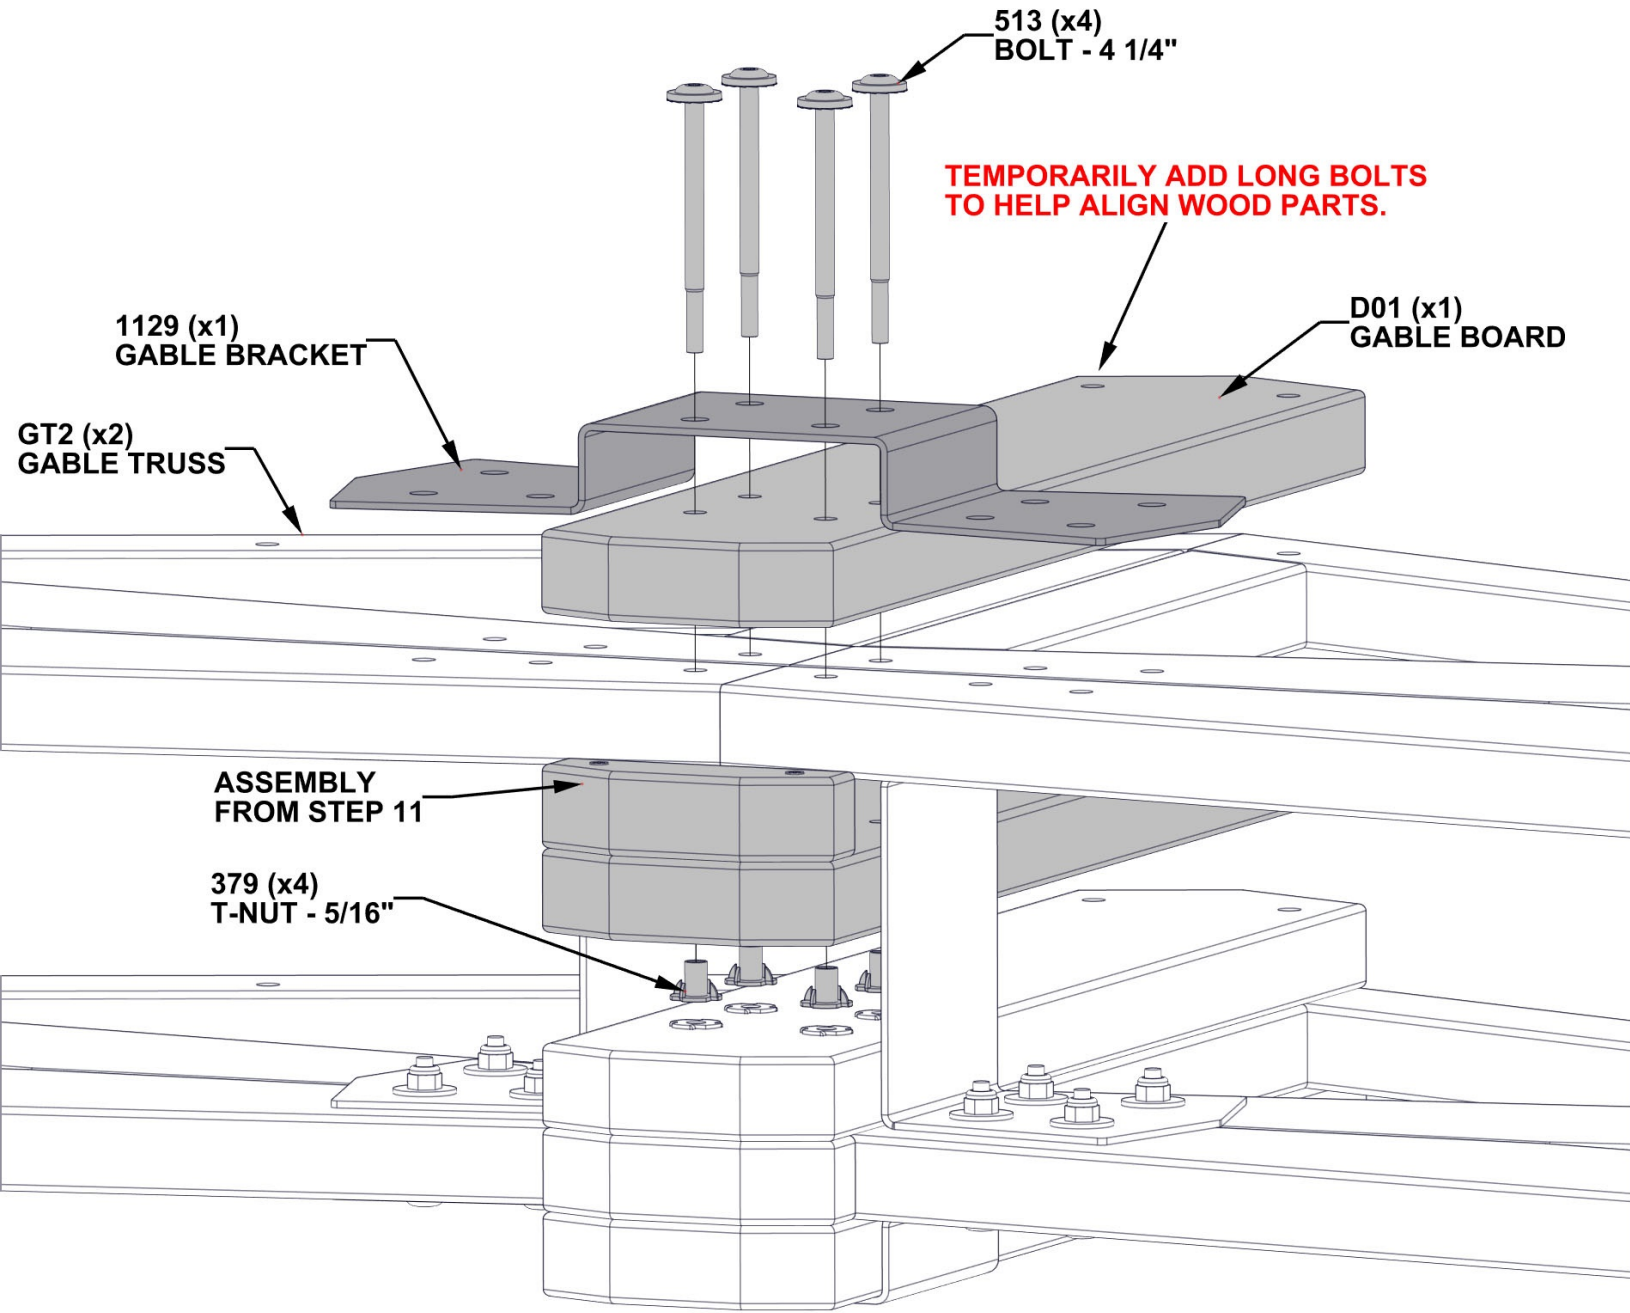 513 (x4)
BOLT - 4 1/4"
TEMPORARILY ADD LONG BOLTS
TO HELP ALIGN WOOD PARTS.
D01 (x1)
GABLE BOARD
1129 (x1)
GABLE BRACKET
GT2 (x2)
GABLE TRUSS
ASSEMBLY
FROM STEP 11
379 (x4)
T-NUT - 5/16"